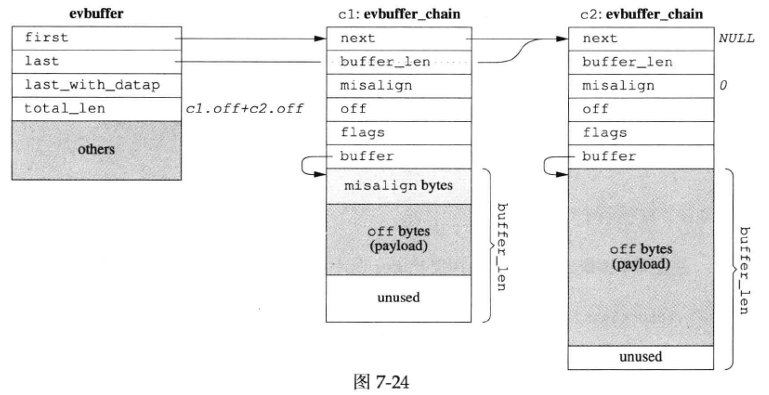 evbuffer
first
last
last_with_datap
total_len
c1.off+c2.off
others
c1: evbuffer_chain
next
buffer_len
misalign
off
flags
buffer
misalign bytes
off bytes
(payload)
unused
buffer_len
c2: evbuffer_chain
next
NULL
buffer_len
misalign
0
off
flags
buffer
off bytes
(payload)
unused
buffer_len
图 7-24